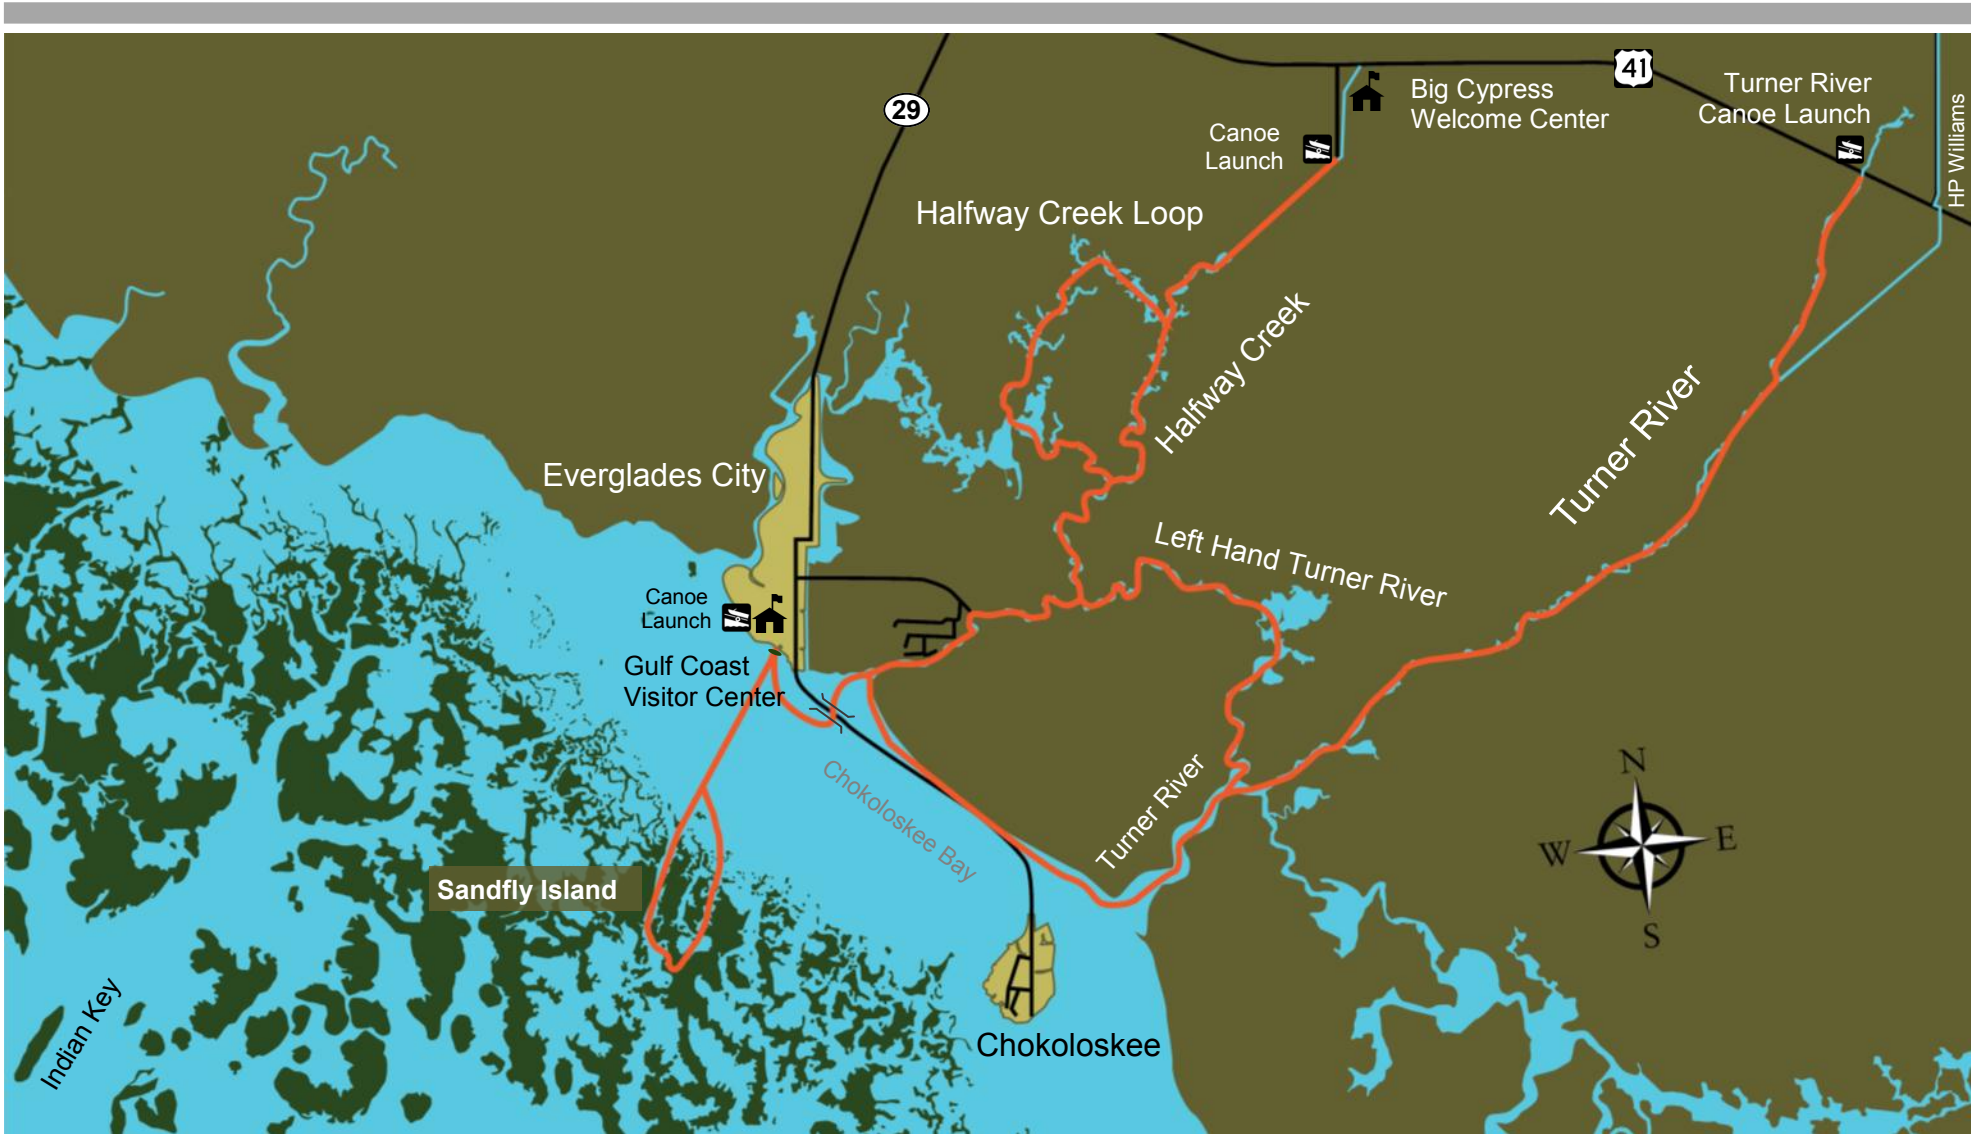 41
Turner River
Canoe Launch
Big Cypress
Welcome Center
29
HP Williams
Canoe
Launch
Halfway Creek Loop
Halfway Creek
Turner River
Everglades City
Left Hand Turner River
Canoe
Launch
Gulf Coast
Visitor Center
Chokoloskee Bay
Turner River
N
W
E
S
Sandfly Island
Indian Key
Chokoloskee